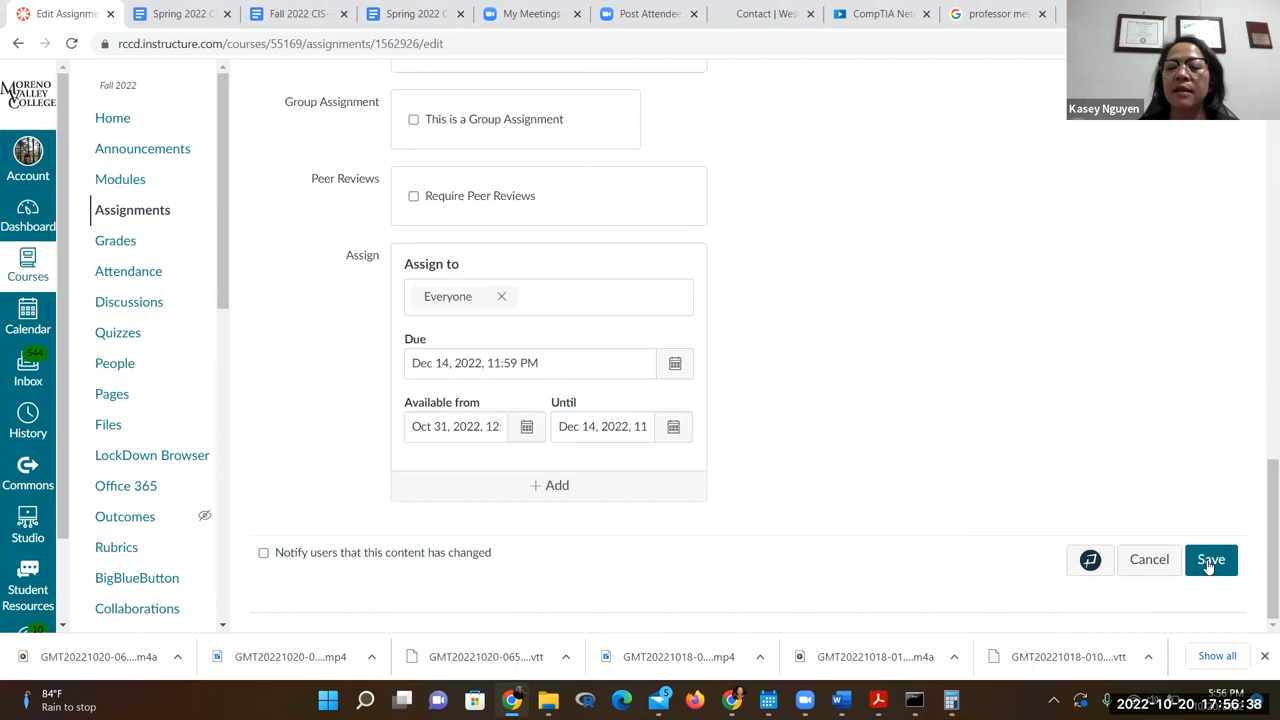 Edit Assignme
Spring 2022 C
Fall 2022 CIS-
Spring 2022
My Meetings
Post Attendee
Contact | Wes
CompTIA Net
professor me
rccd.instructure.com/courses/55169/assignments/1562926/edit
Kasey Nguyen
MORENO
VALLEY
COLLEGE
Account
Dashboard
Courses
Calendar
544
Inbox
History
Commons
Studio
Student
Resources
10
Fall 2022
Home
Announcements
Modules
Assignments
Grades
Attendance
Discussions
Quizzes
People
Pages
Files
LockDown Browser
Office 365
Outcomes
Rubrics
BigBlueButton
Collaborations
Group Assignment
This is a Group Assignment
Peer Reviews
Require Peer Reviews
Assign
Assign to
Everyone
Due
Dec 14, 2022, 11:59 PM
Available from
Until
Oct 31, 2022, 12:
Dec 14, 2022, 11
+ Add
Notify users that this content has changed
Cancel
Save
GMT20221020-06....m4a
GMT20221020-0....mp4
GMT20221020-065....vtt
GMT20221018-0....mp4
GMT20221018-01....m4a
GMT20221018-010....vtt
Show all
84°F
Rain to stop
5
5:56 PM
2022-10-20 17:56:38